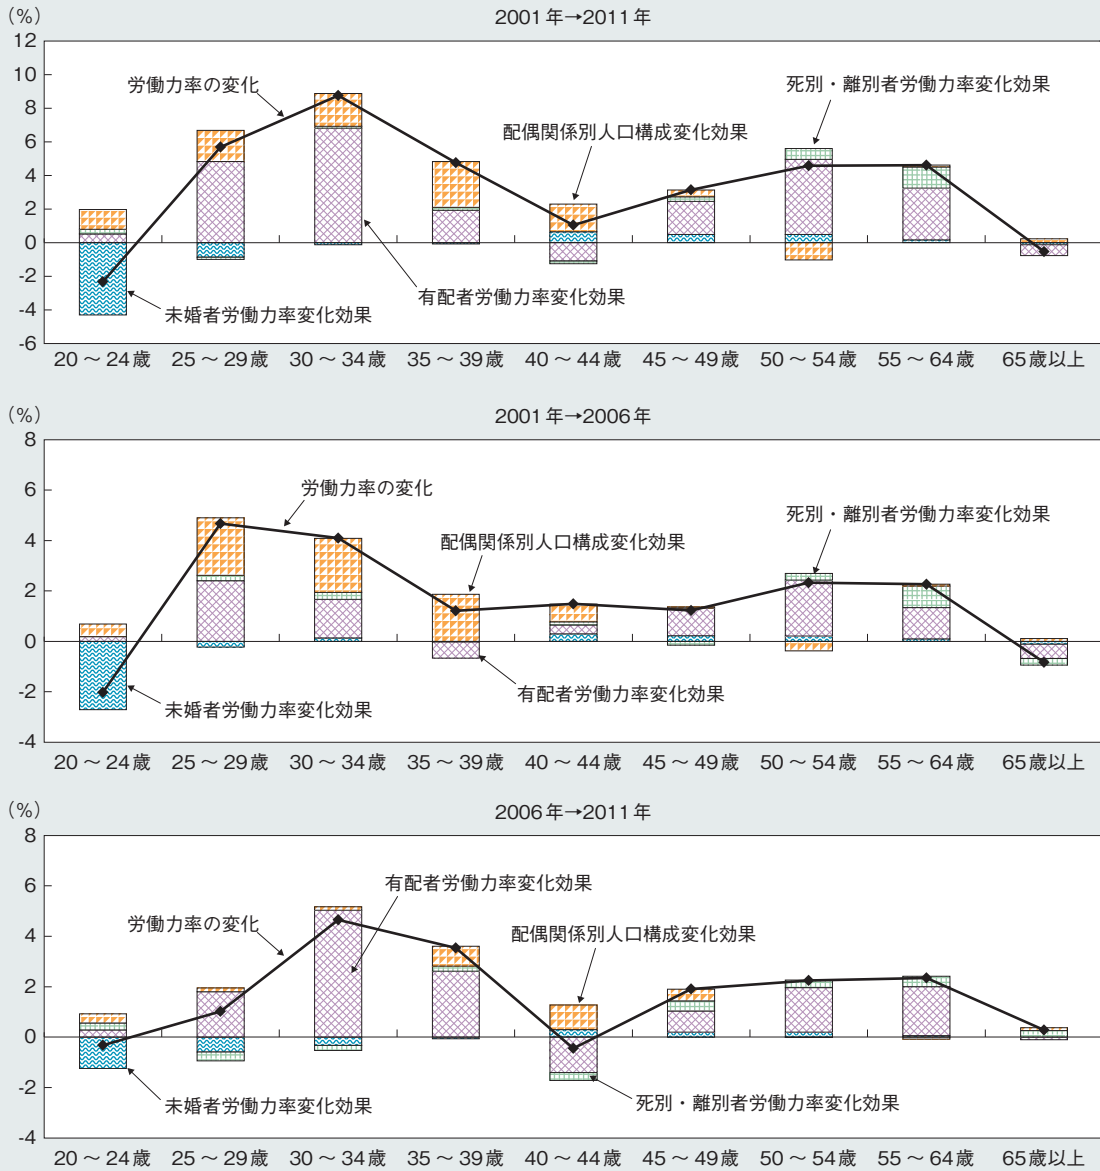 (%)
2001年→2011年
12
10
8
6
4
2
0
-2
-4
-6
労働力率の変化
死別・離別者労働力率変化効果
配偶関係別人口構成変化効果
有配者労働力率変化効果
未婚者労働力率変化効果
20～24歳 25～29歳 30～34歳 35～39歳 40～44歳 45～49歳 50～54歳 55～64歳 65歳以上
(%)
2001年→2006年
8
6
4
2
0
-2
-4
労働力率の変化
死別・離別者労働力率変化効果
配偶関係別人口構成変化効果
有配者労働力率変化効果
未婚者労働力率変化効果
20～24歳 25～29歳 30～34歳 35～39歳 40～44歳 45～49歳 50～54歳 55～64歳 65歳以上
(%)
2006年→2011年
8
6
4
2
0
-2
-4
有配者労働力率変化効果
労働力率の変化
配偶関係別人口構成変化効果
未婚者労働力率変化効果
死別・離別者労働力率変化効果
20～24歳 25～29歳 30～34歳 35～39歳 40～44歳 45～49歳 50～54歳 55～64歳 65歳以上